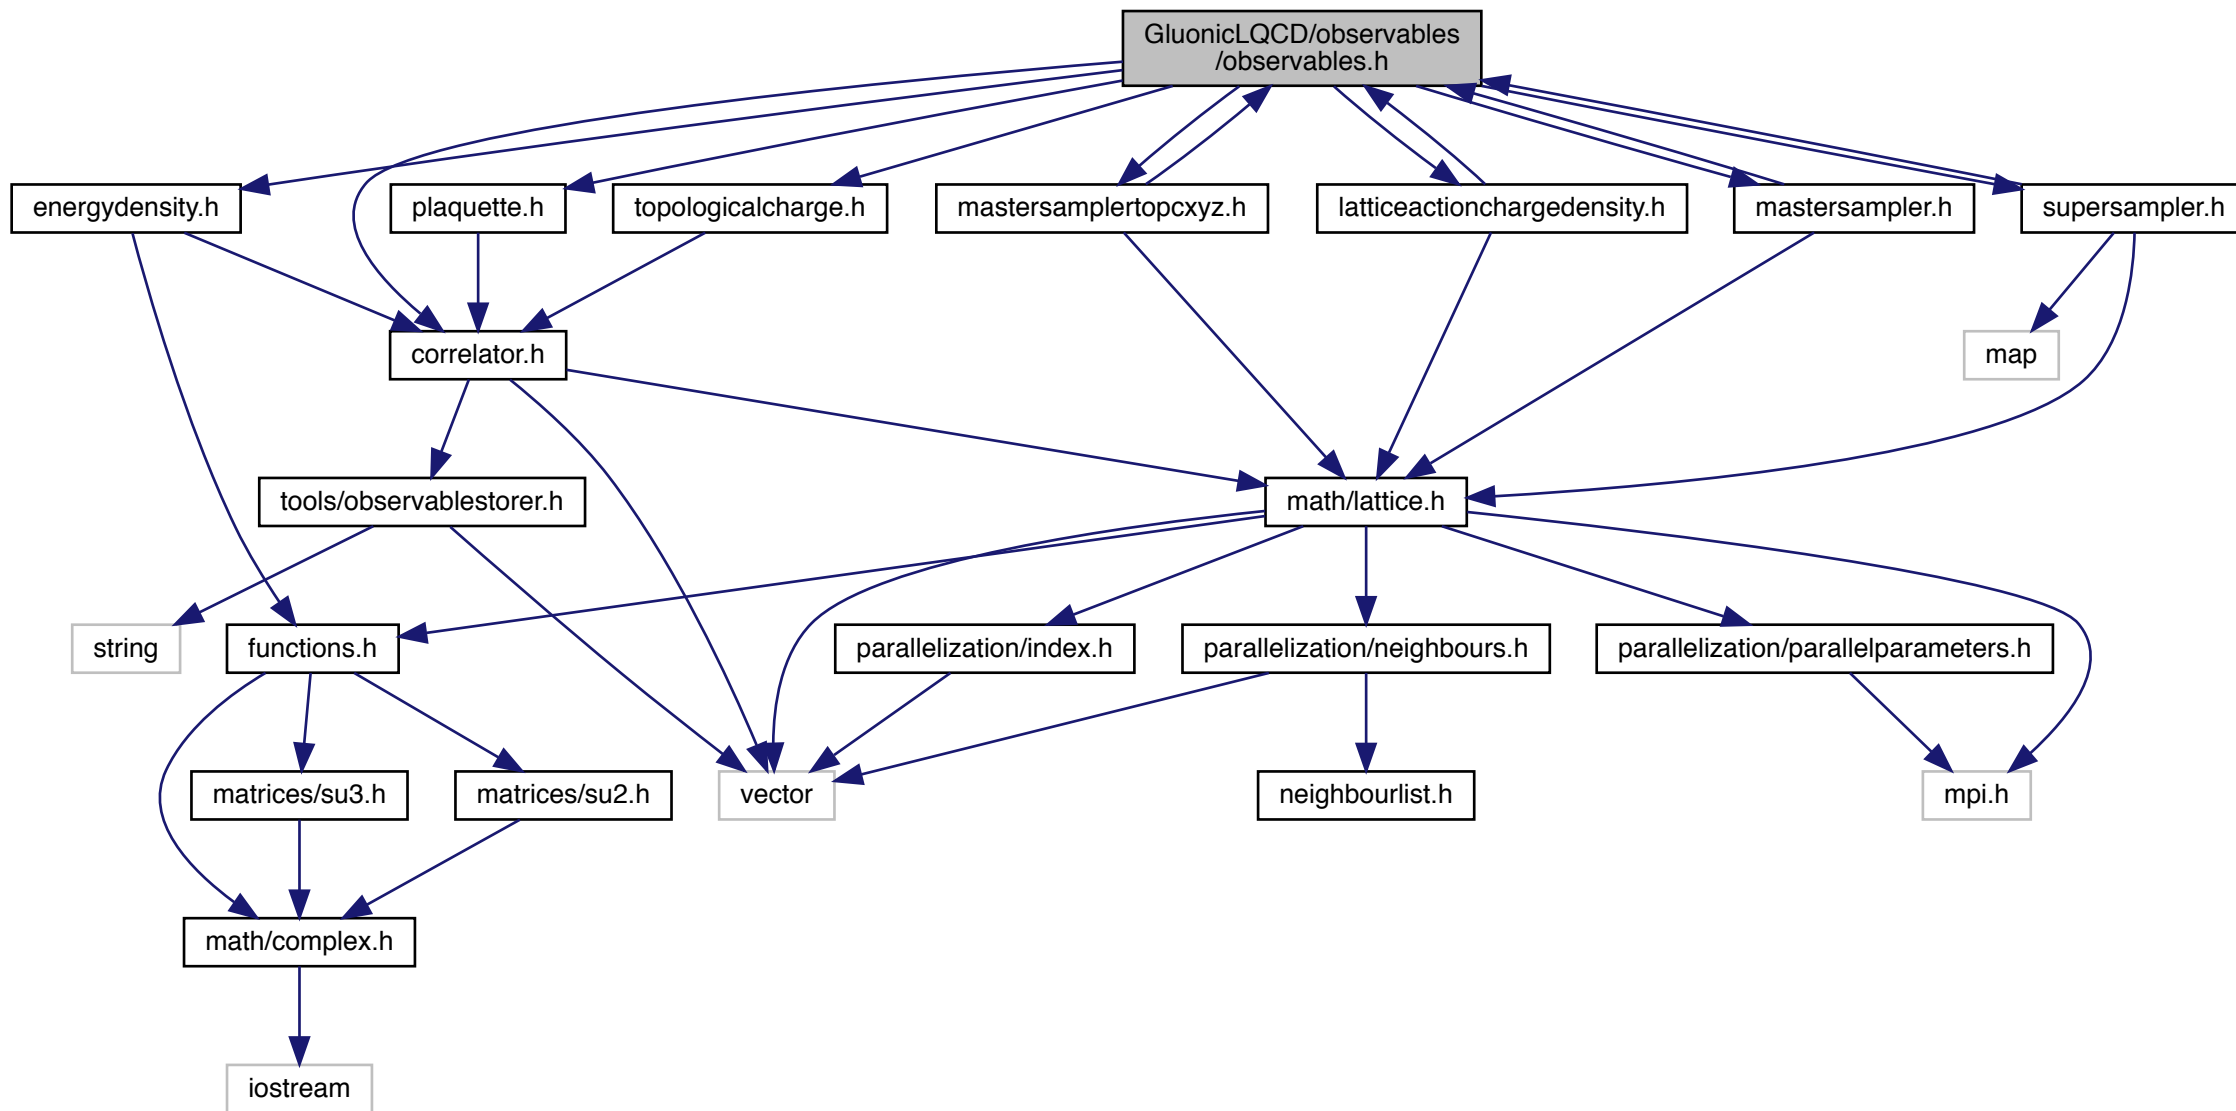 GluonicLQCD/observables
/observables.h
energydensity.h
plaquette.h
topologicalcharge.h
mastersamplertopcxyz.h
latticeactionchargedensity.h
mastersampler.h
supersampler.h
correlator.h
map
tools/observablestorer.h
math/lattice.h
string
functions.h
parallelization/index.h
parallelization/neighbours.h
parallelization/parallelparameters.h
matrices/su3.h
matrices/su2.h
vector
neighbourlist.h
mpi.h
math/complex.h
iostream